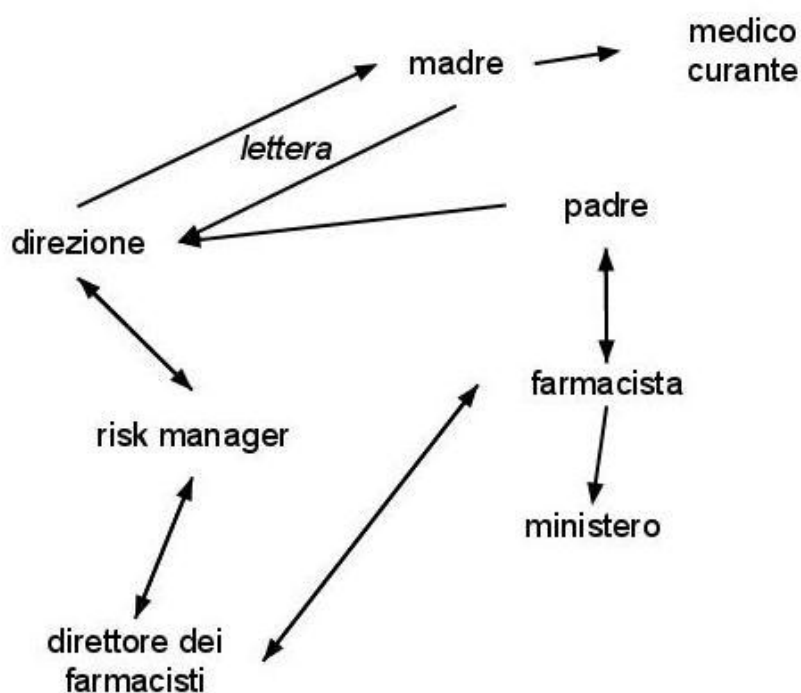 medico
curante
madre
lettera
padre
direzione
farmacista
risk manager
ministero
direttore dei
farmacisti